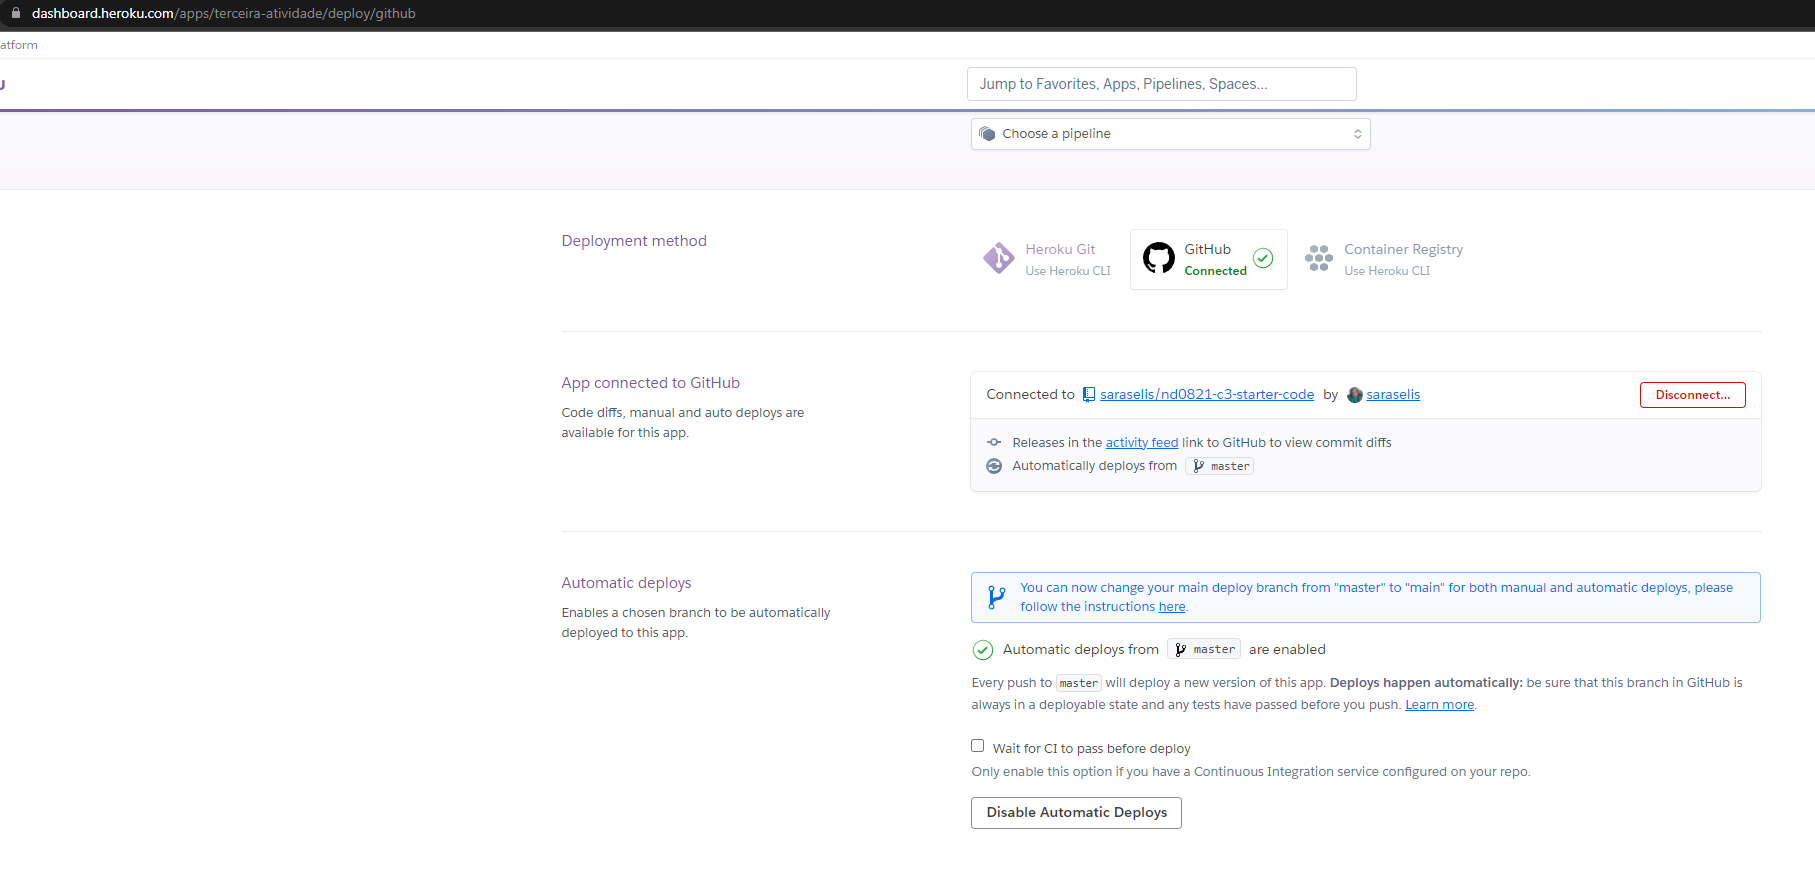 dashboard.heroku.com/apps/terceira-atividade/deploy/github
atform
Jump to Favorites, Apps, Pipelines, Spaces...
Choose a pipeline
Deployment method
Heroku Git
Use Heroku CLI
GitHub
Connected
Container Registry
Use Heroku CLI
App connected to GitHub
Code diffs, manual and auto deploys are
available for this app.
Connected to saraselis/nd0821-c3-starter-code by saraselis
Disconnect...
Releases in the activity feed link to GitHub to view commit diffs
Automatically deploys from master
Automatic deploys
Enables a chosen branch to be automatically
deployed to this app.
You can now change your main deploy branch from "master" to "main" for both manual and automatic deploys, please
follow the instructions here.
Automatic deploys from master are enabled
Every push to master will deploy a new version of this app. Deploys happen automatically: be sure that this branch in GitHub is
always in a deployable state and any tests have passed before you push. Learn more.
Wait for CI to pass before deploy
Only enable this option if you have a Continuous Integration service configured on your repo.
Disable Automatic Deploys